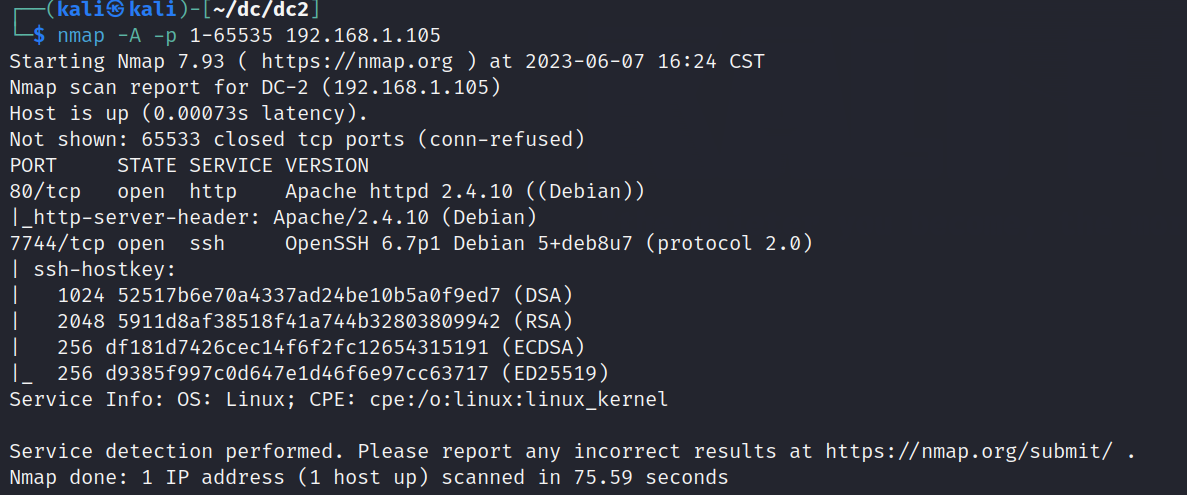 ┌──(kali㉿kali)-[~/dc/dc2]
└─$ nmap -A -p 1-65535 192.168.1.105
Starting Nmap 7.93 ( https://nmap.org ) at 2023-06-07 16:24 CST
Nmap scan report for DC-2 (192.168.1.105)
Host is up (0.00073s latency).
Not shown: 65533 closed tcp ports (conn-refused)
PORT     STATE SERVICE VERSION
80/tcp   open  http    Apache httpd 2.4.10 ((Debian))
|_http-server-header: Apache/2.4.10 (Debian)
7744/tcp open  ssh     OpenSSH 6.7p1 Debian 5+deb8u7 (protocol 2.0)
| ssh-hostkey:
|   1024 52517b6e70a4337ad24be10b5a0f9ed7 (DSA)
|   2048 5911d8af38518f41a744b32803809942 (RSA)
|   256 df181d7426cec14f6f2fc12654315191 (ECDSA)
|_  256 d9385f997c0d647e1d46f6e97cc63717 (ED25519)
Service Info: OS: Linux; CPE: cpe:/o:linux:linux_kernel
Service detection performed. Please report any incorrect results at https://nmap.org/submit/ .
Nmap done: 1 IP address (1 host up) scanned in 75.59 seconds